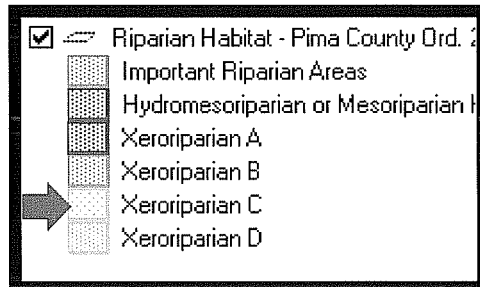 Riparian Habitat - Pima County Ord. 2
Important Riparian Areas
Hydromesoriparian or Mesoriparian H
Xeroriparian A
Xeroriparian B
Xeroriparian C
Xeroriparian D